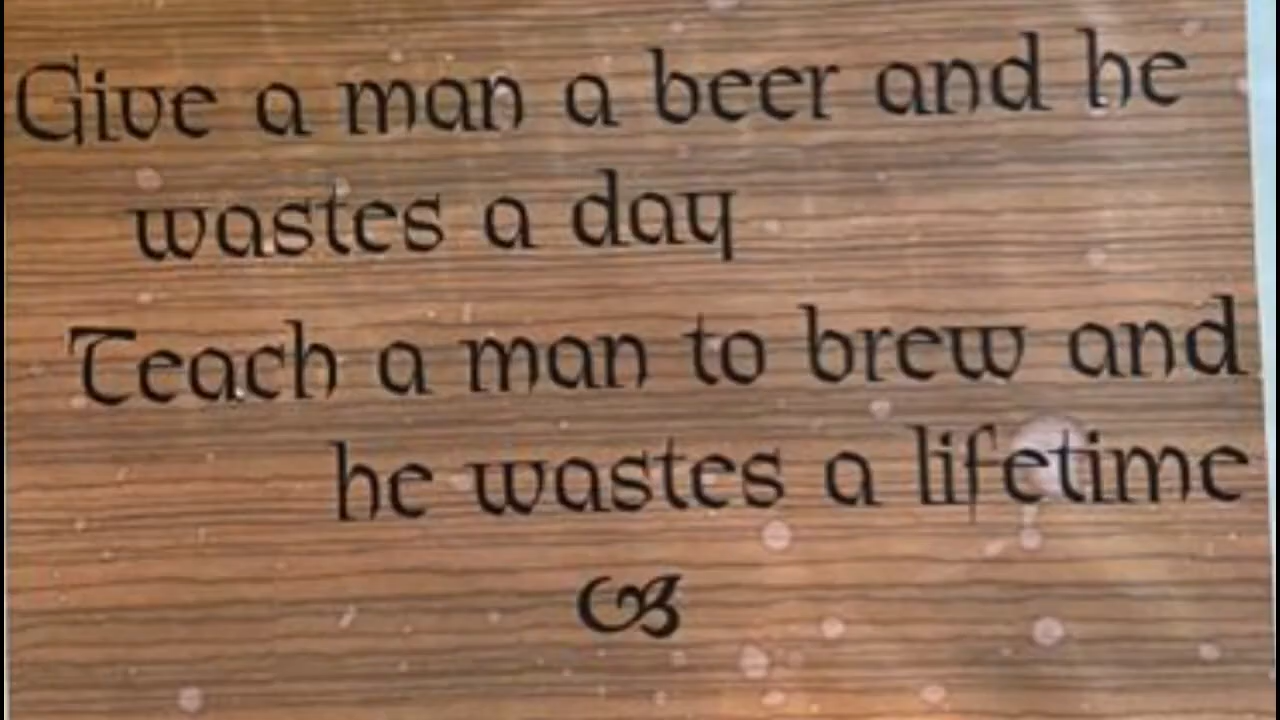 Give a man a beer and he
wastes a day
Teach a man to brew and
he wastes a lifetime